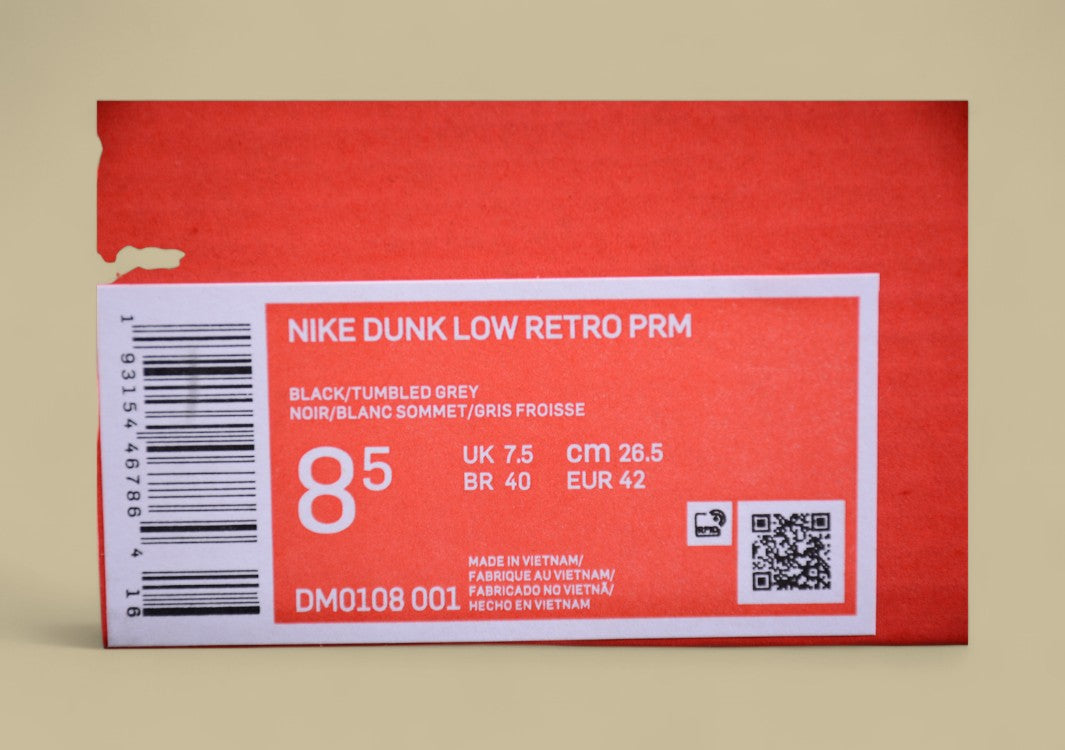 NIKE DUNK LOW RETRO PRM
BLACK/TUMBLED GREY
NOIR/BLANC SOMMET/GRIS FROISSE
8 5
UK 7.5 cm 26.5
BR 40 EUR 42
MADE IN VIETNAM/
FABRIQUE AU VIETNAM/
FABRICADO NO VIETNÃ/
HECHO EN VIETNAM
DM0108 001
1 93154 46786 4 16
RFID